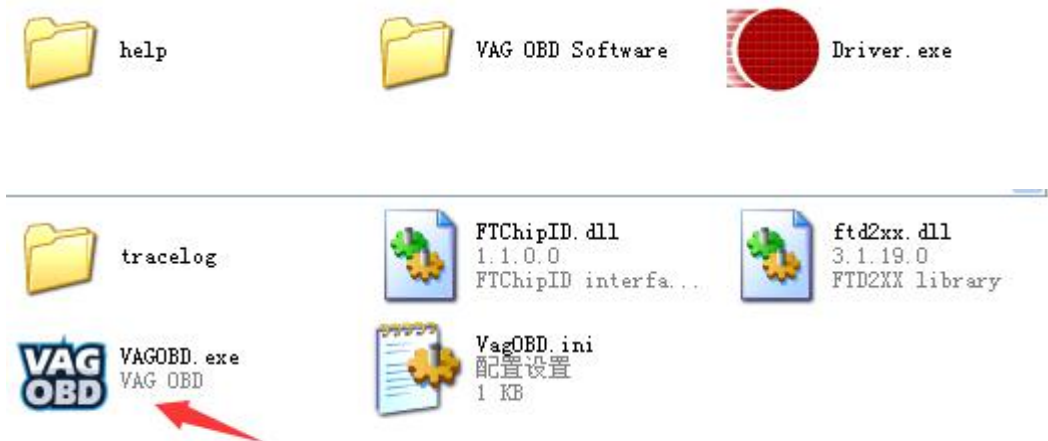 help
VAG OBD Software
Driver.exe
tracelog
FTChipID.dll
1.1.0.0
FTChipID interfa...
ftd2xx.dll
3.1.19.0
FTD2XX library
VAG
OBD
VAGOBD.exe
VAG OBD
VagOBD.ini
配置设置
1 KB